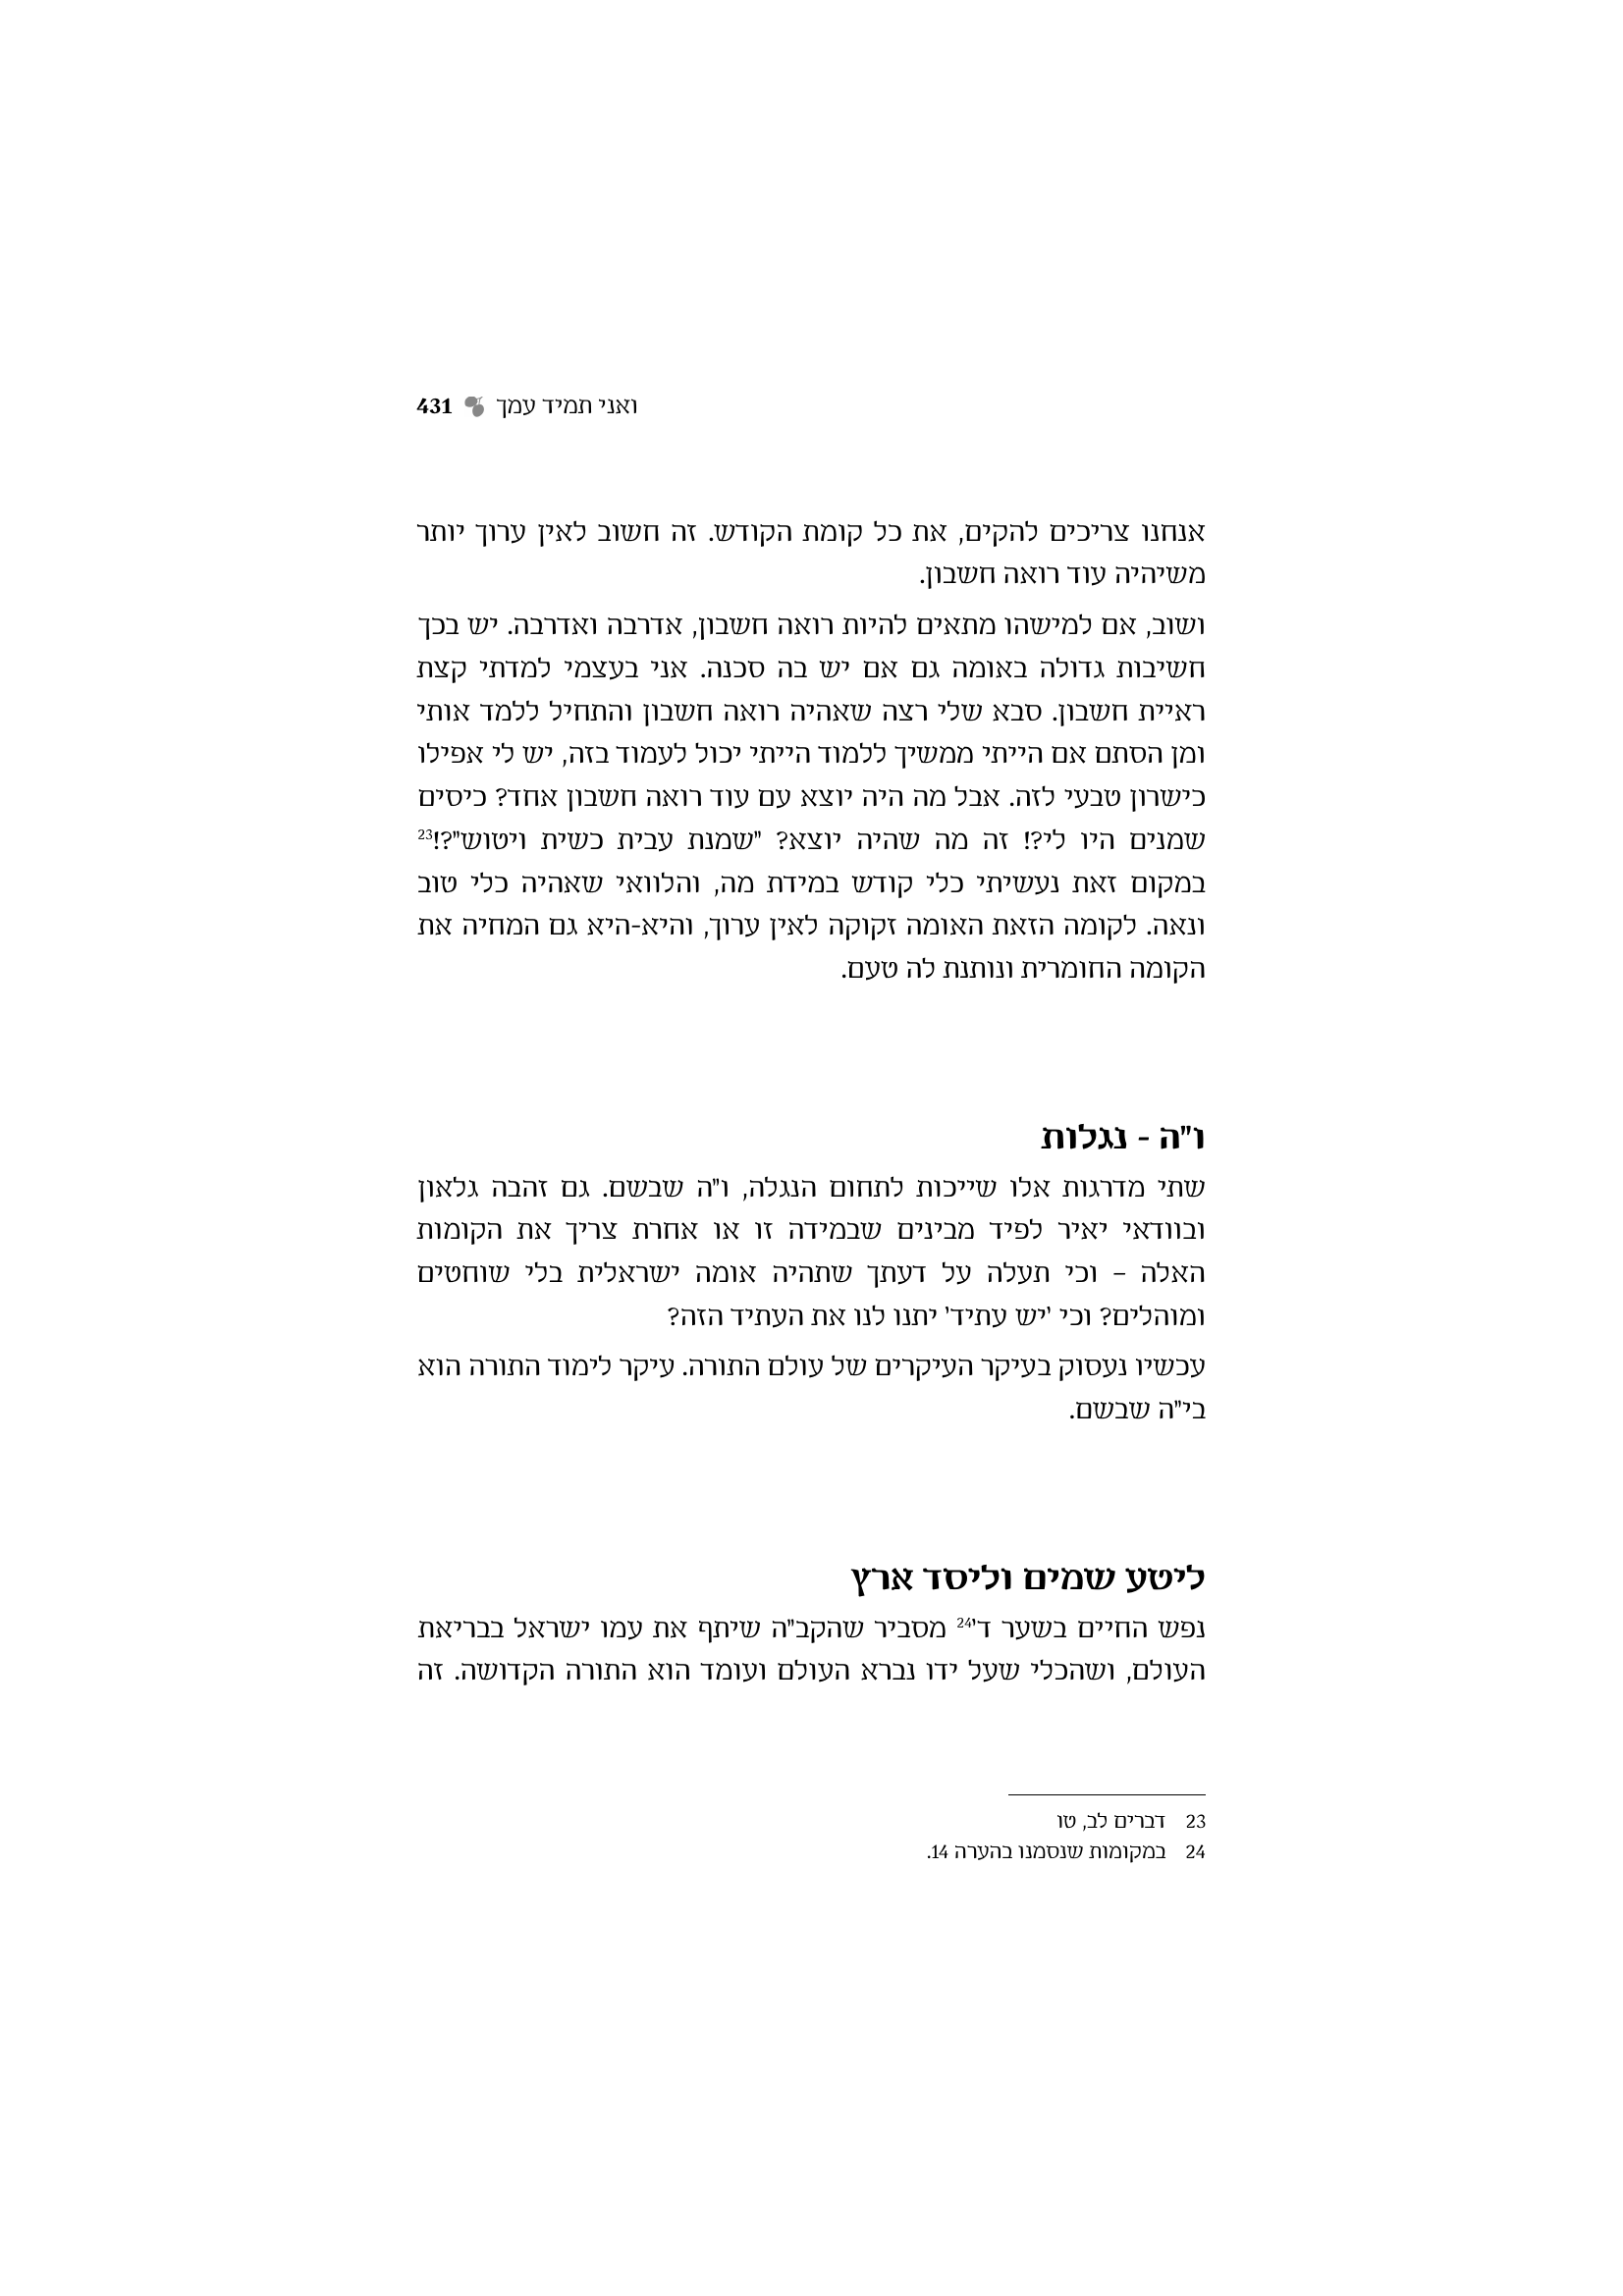 ואני תמיד עמך 431
אנחנו צריכים להקים, את כל קומת הקודש. זה חשוב לאין ערוך יותר
משיהיה עוד רואה חשבון.
ושוב, אם למישהו מתאים להיות רואה חשבון, אדרבה ואדרבה. יש בכך
חשיבות גדולה באומה גם אם יש בה סכנה. אני בעצמי למדתי קצת
ראיית חשבון. סבא שלי רצה שאהיה רואה חשבון והתחיל ללמד אותי
ומן הסתם אם הייתי ממשיך ללמוד הייתי יכול לעמוד בזה, יש לי אפילו
כישרון טבעי לזה. אבל מה היה יוצא עם עוד רואה חשבון אחד? כיסים
שמנים היו לי?! זה מה שהיה יוצא? "שמנת עבית כשית ויטוש"?!23
במקום זאת נעשיתי כלי קודש במידת מה, והלוואי שאהיה כלי טוב
ונאה. לקומה הזאת האומה זקוקה לאין ערוך, והיא-היא גם המחיה את
הקומה החומרית ונותנת לה טעם.
ו"ה - נגלות
שתי מדרגות אלו שייכות לתחום הנגלה, ו"ה שבשם. גם זהבה גלאון
ובוודאי יאיר לפיד מבינים שבמידה זו או אחרת צריך את הקומות
האלה – וכי תעלה על דעתך שתהיה אומה ישראלית בלי שוחטים
ומוהלים? וכי 'יש עתיד' יתנו לנו את העתיד הזה?
עכשיו נעסוק בעיקר העיקרים של עולם התורה. עיקר לימוד התורה הוא
בי"ה שבשם.
ליטע שמים וליסד ארץ
נפש החיים בשער ד'24 מסביר שהקב"ה שיתף את עמו ישראל בבריאת
העולם, ושהכלי שעל ידו נברא העולם ועומד הוא התורה הקדושה. זה
23 דברים לב, טו
24 במקומות שנסמנו בהערה 14.